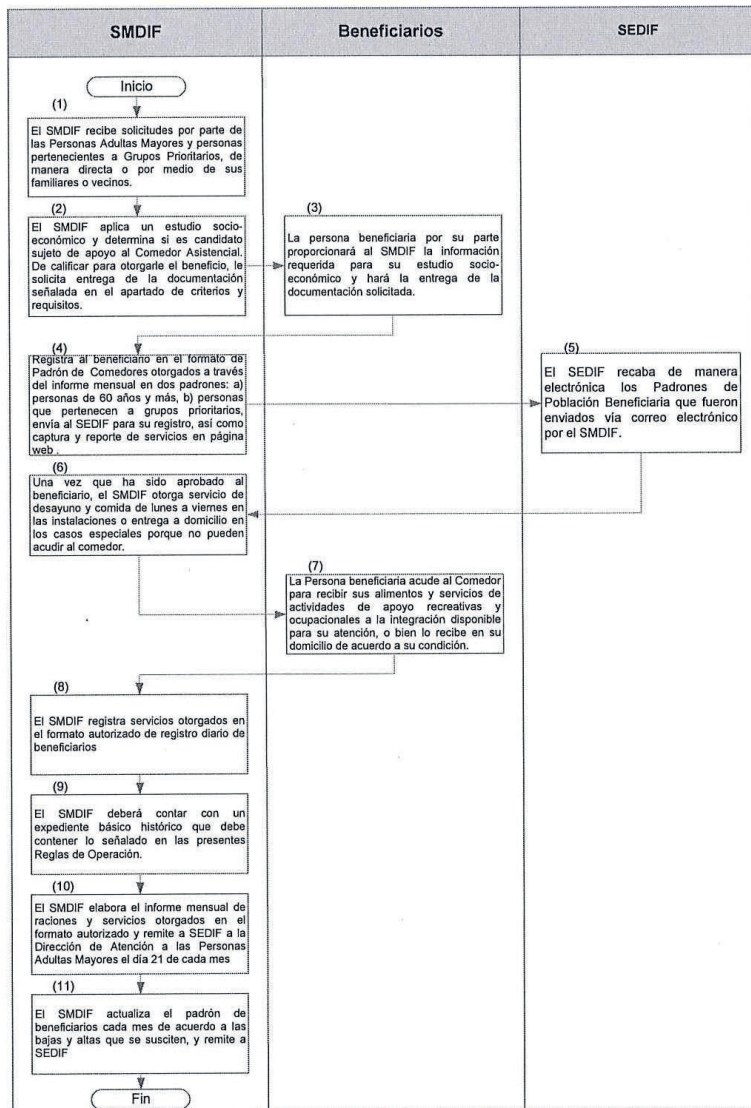 SMDIF
Beneficiarios
SEDIF
Inicio
(1)
El SMDIF recibe solicitudes por parte de
las Personas Adultas Mayores y personas
pertenecientes a Grupos Prioritarios, de
manera directa o por medio de sus
familiares o vecinos.
(2)
El SMDIF aplica un estudio socio-
económico y determina si es candidato
sujeto de apoyo al Comedor Asistencial.
De calificar para otorgarle el beneficio, le
solicita entrega de la documentación
señalada en el apartado de criterios y
requisitos.
(3)
La persona beneficiaria por su parte
proporcionará al SMDIF la información
requerida para su estudio socio-
económico y hará la entrega de la
documentación solicitada.
(4)
Registra al beneficiario en el formato de
Padrón de Comedores otorgados a través
del informe mensual en dos padrones: a)
personas de 60 años y más, b) personas
que pertenecen a grupos prioritarios,
envía al SEDIF para su registro, así como
captura y reporte de servicios en página
web .
(5)
El SEDIF recaba de manera
electrónica los Padrones de
Población Beneficiaria que fueron
enviados vía correo electrónico
por el SMDIF.
(6)
Una vez que ha sido aprobado al
beneficiario, el SMDIF otorga servicio de
desayuno y comida de lunes a viernes en
las instalaciones o entrega a domicilio en
los casos especiales porque no pueden
acudir al comedor.
(7)
La Persona beneficiaria acude al Comedor
para recibir sus alimentos y servicios de
actividades de apoyo recreativas y
ocupacionales a la integración disponible
para su atención, o bien lo recibe en su
domicilio de acuerdo a su condición.
(8)
El SMDIF registra servicios otorgados en
el formato autorizado de registro diario de
beneficiarios
(9)
El SMDIF deberá contar con un
expediente básico histórico que debe
contener lo señalado en las presentes
Reglas de Operación.
(10)
El SMDIF elabora el informe mensual de
raciones y servicios otorgados en el
formato autorizado y remite a SEDIF a la
Dirección de Atención a las Personas
Adultas Mayores el día 21 de cada mes
(11)
El SMDIF actualiza el padrón de
beneficiarios cada mes de acuerdo a las
bajas y altas que se susciten, y remite a
SEDIF
Fin